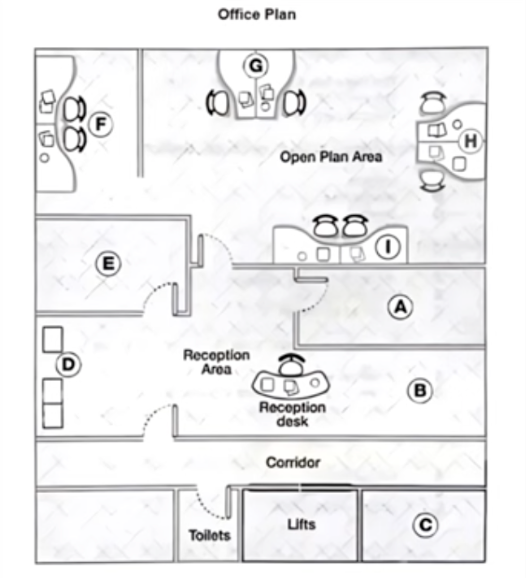 Office Plan
G
F
H
Open Plan Area
I
E
A
D
Reception
Area
B
Reception
desk
Corridor
Toilets
Lifts
C